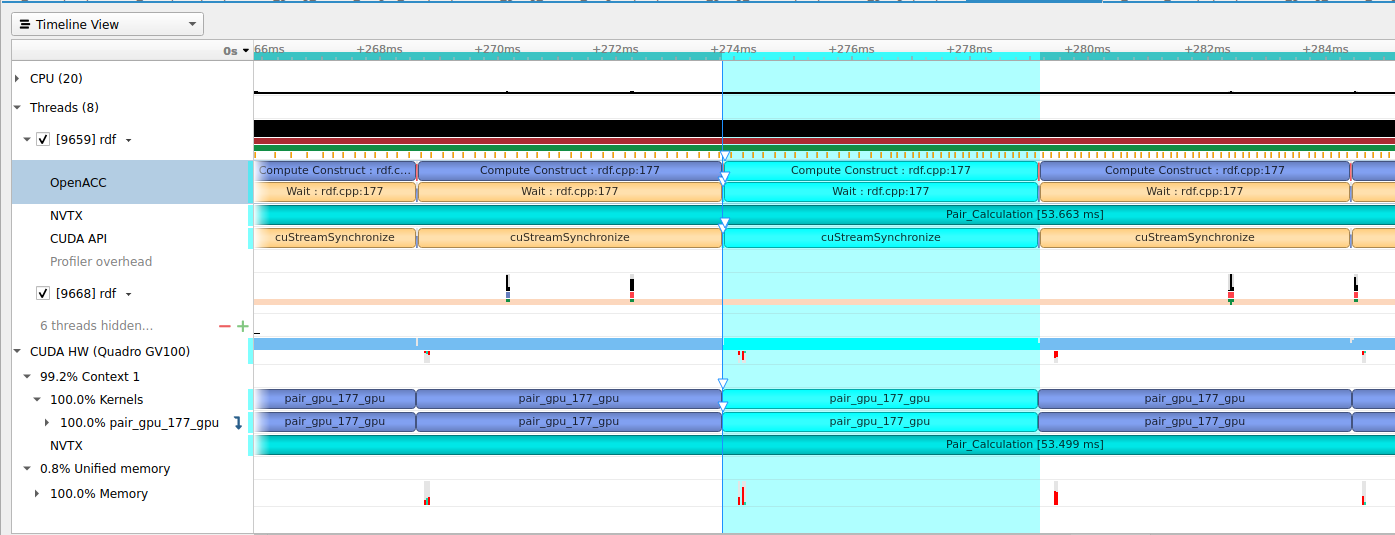 Timeline View
0s
66ms +268ms +270ms +272ms +274ms +276ms +278ms +280ms +282ms +284ms
CPU (20)
Threads (8)
[9659] rdf
OpenACC
Compute Construct : rdf.c... Compute Construct : rdf.cpp:177 Compute Construct : rdf.cpp:177 Compute Construct : rdf.cpp:177
Wait : rdf.cpp:177 Wait : rdf.cpp:177 Wait : rdf.cpp:177 Wait : rdf.cpp:177
NVTX Pair_Calculation [53.663 ms]
CUDA API cuStreamSynchronize cuStreamSynchronize cuStreamSynchronize cuStreamSynchronize
Profiler overhead
[9668] rdf
6 threads hidden...
CUDA HW (Quadro GV100)
99.2% Context 1
100.0% Kernels pair_gpu_177_gpu pair_gpu_177_gpu pair_gpu_177_gpu pair_gpu_177_gpu
100.0% pair_gpu_177_gpu pair_gpu_177_gpu pair_gpu_177_gpu pair_gpu_177_gpu pair_gpu_177_gpu
NVTX Pair_Calculation [53.499 ms]
0.8% Unified memory
100.0% Memory